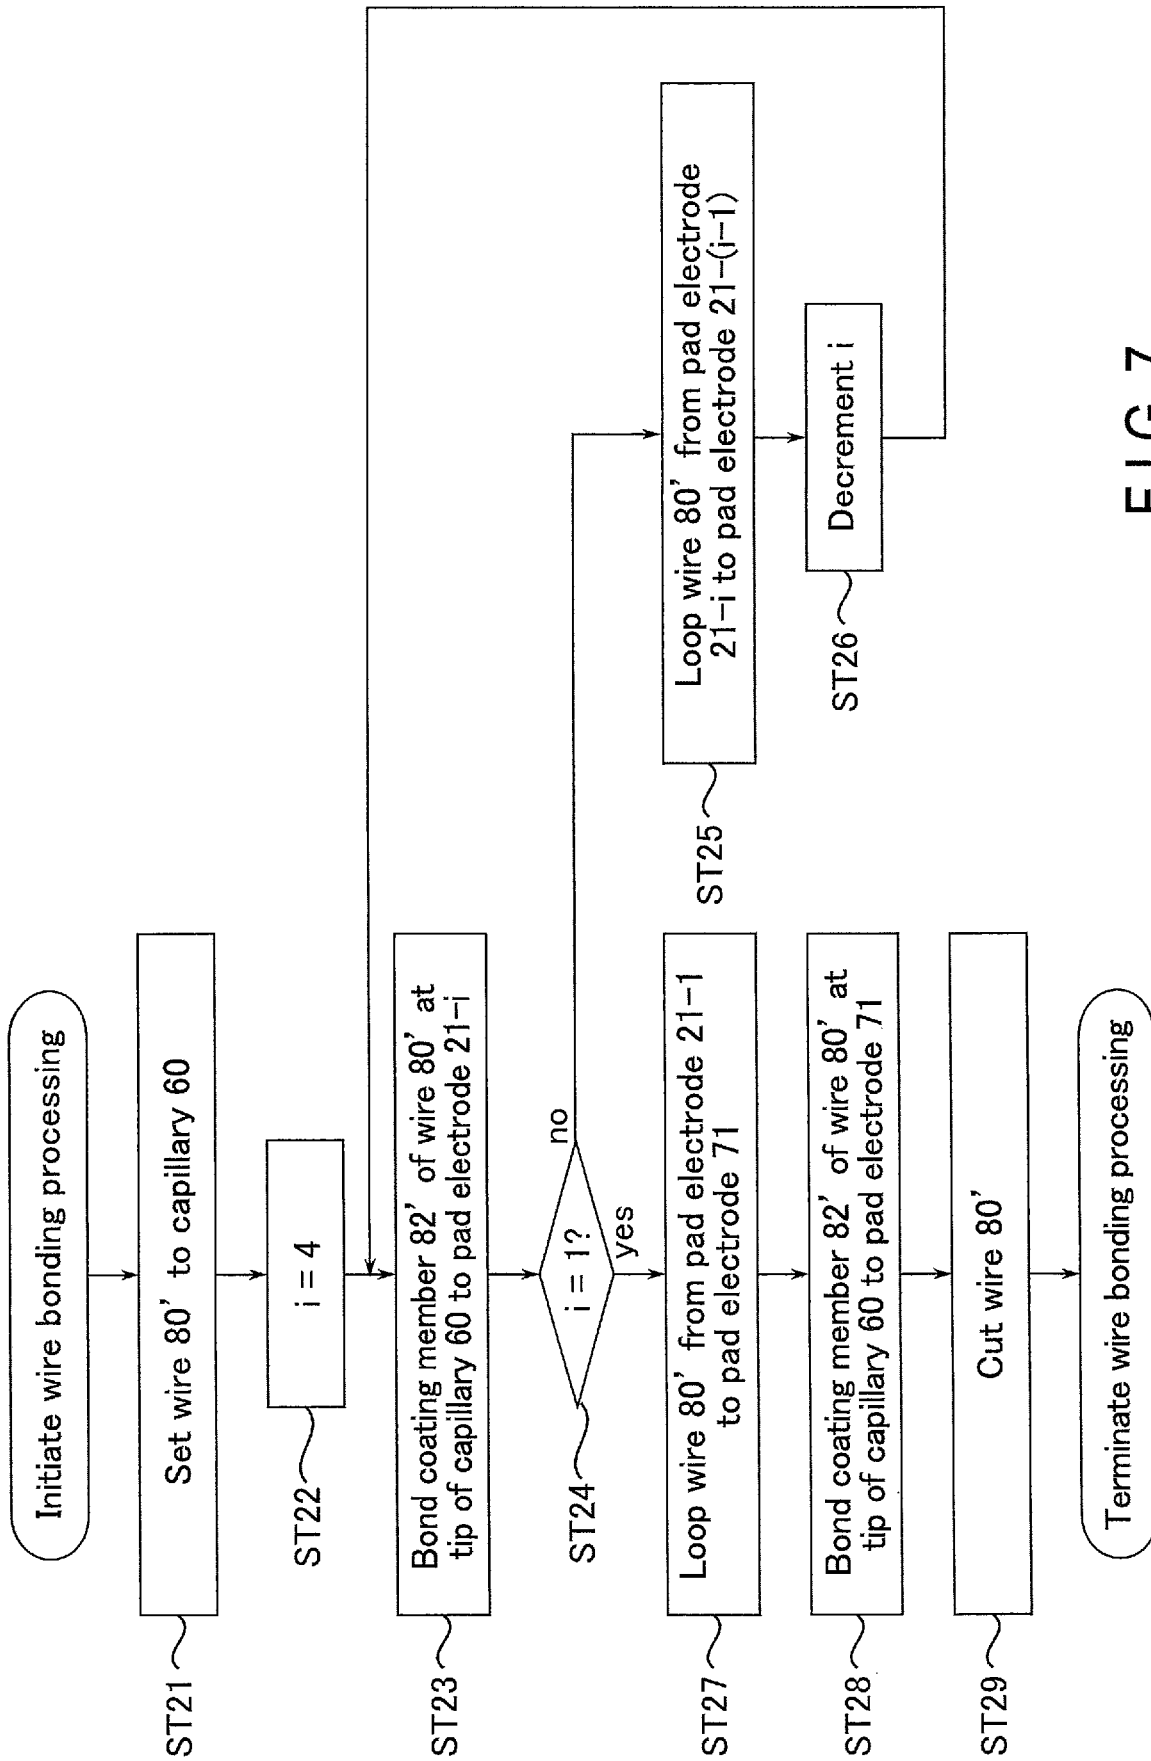 Initiate wire bonding processing
ST21
Set wire 80' to capillary 60
ST22
i = 4
ST23
Bond coating member 82' of wire 80' at
tip of capillary 60 to pad electrode 21-i
ST24
i = 1?
no
yes
ST25
Loop wire 80' from pad electrode
21-i to pad electrode 21-(i-1)
ST26
Decrement i
ST27
Loop wire 80' from pad electrode 21-1
to pad electrode 71
ST28
Bond coating member 82' of wire 80' at
tip of capillary 60 to pad electrode 71
ST29
Cut wire 80'
Terminate wire bonding processing
FIG. 7